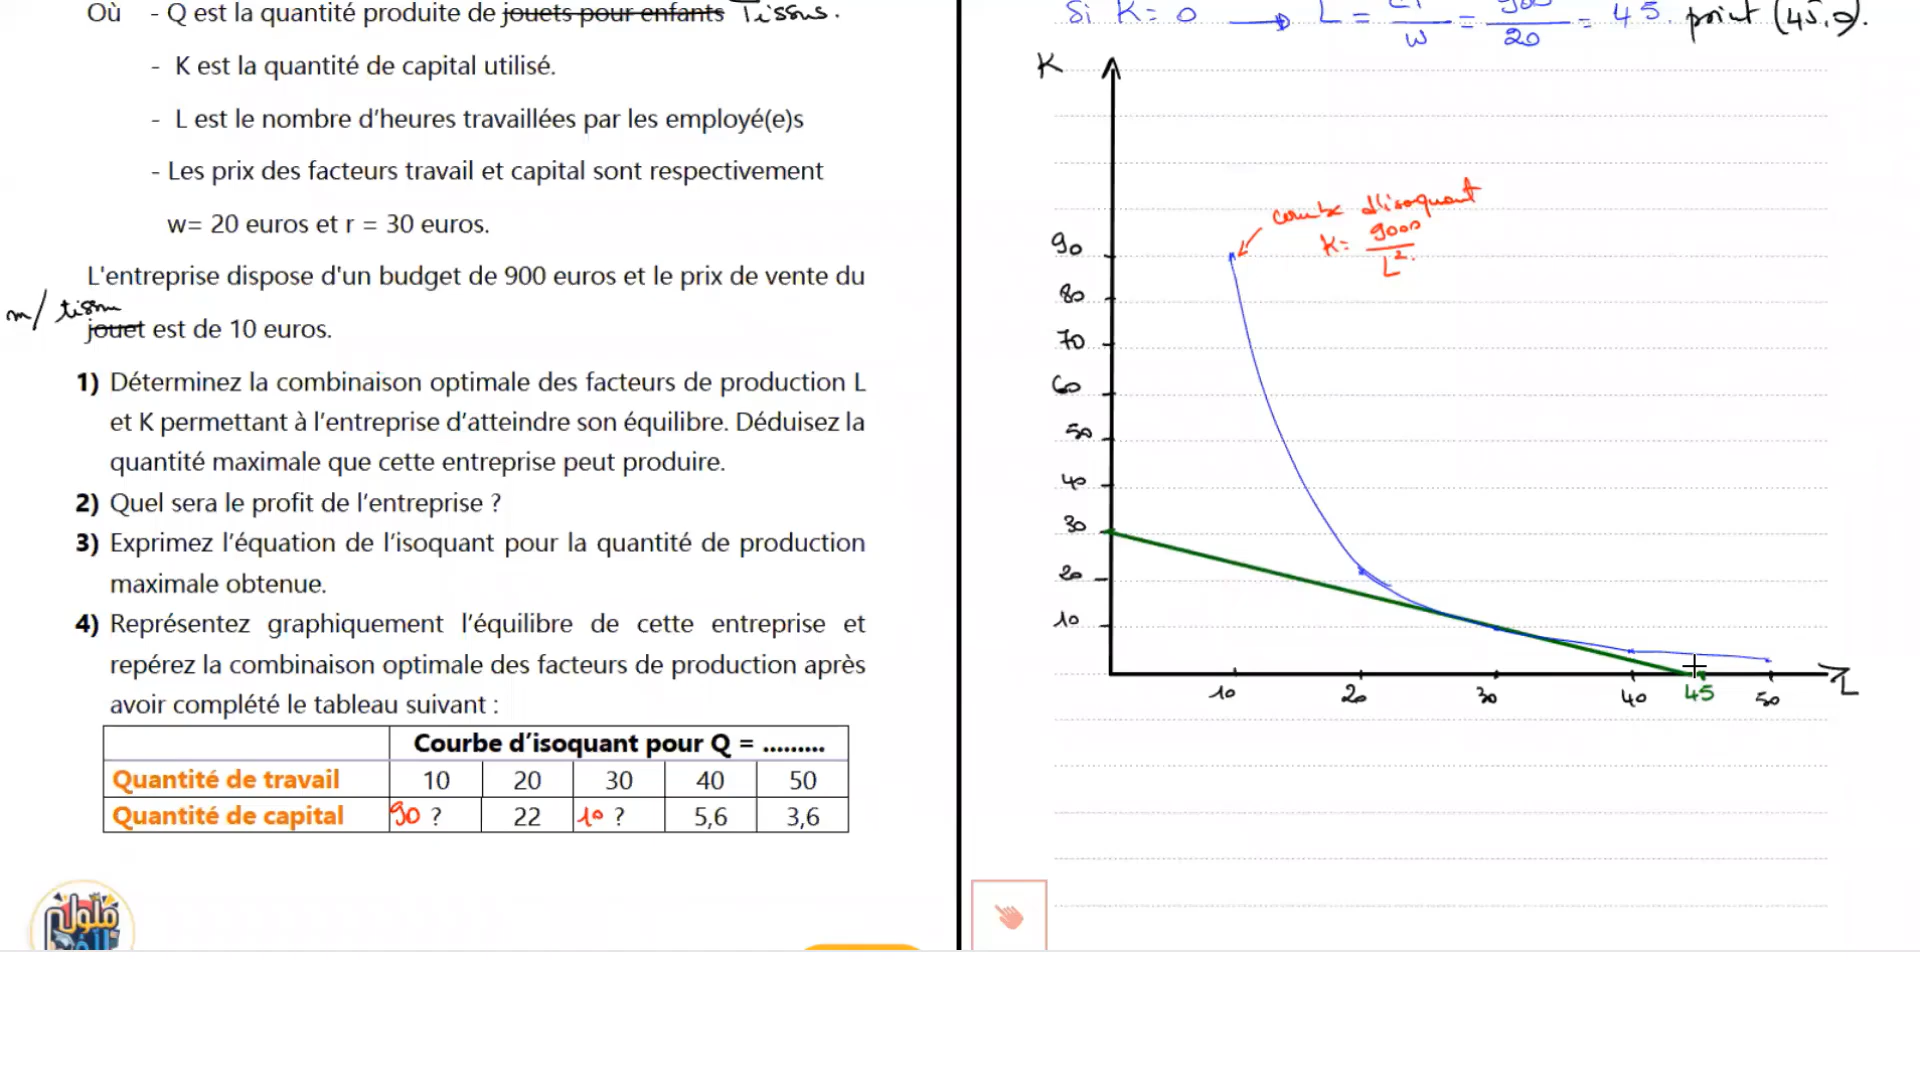 Où - Q est la quantité produite de jouets pour enfants Tissus.
- K est la quantité de capital utilisé.
- L est le nombre d'heures travaillées par les employé(e)s
- Les prix des facteurs travail et capital sont respectivement
w= 20 euros et r = 30 euros.
L'entreprise dispose d'un budget de 900 euros et le prix de vente du
m/ tissu
jouet est de 10 euros.
1) Déterminez la combinaison optimale des facteurs de production L
et K permettant à l'entreprise d'atteindre son équilibre. Déduisez la
quantité maximale que cette entreprise peut produire.
2) Quel sera le profit de l'entreprise ?
3) Exprimez l'équation de l'isoquant pour la quantité de production
maximale obtenue.
4) Représentez graphiquement l'équilibre de cette entreprise et
repérez la combinaison optimale des facteurs de production après
avoir complété le tableau suivant :
Courbe d'isoquant pour Q = .........
Quantité de travail 10 20 30 40 50
Quantité de capital 90 ? 22 10 ? 5,6 3,6
ملوك
Si K = 0 → L = CT/w = 900/20 = 45. point (45,0).
K
courbe d'isoquant
K = 9000/L²
90
80
70
60
50
40
30
20
10
10 20 30 40 45 50 L